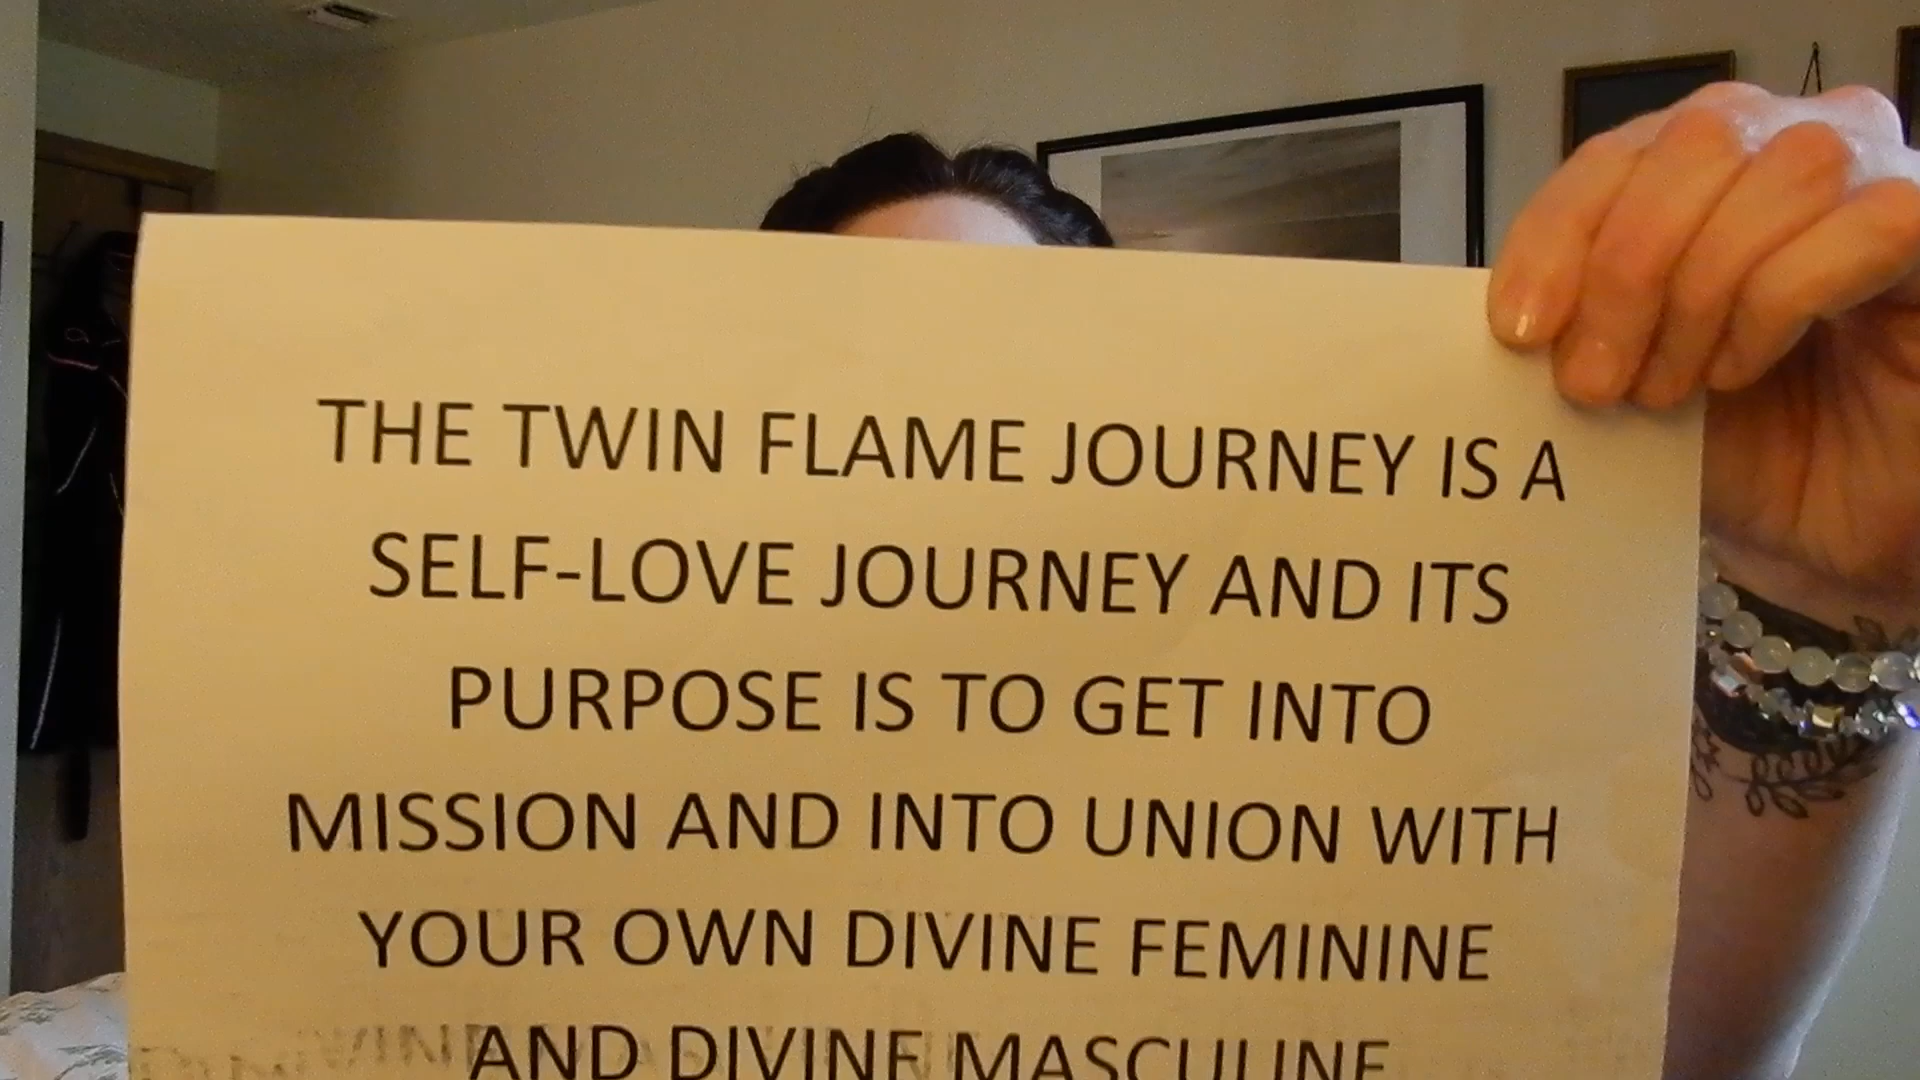 THE TWIN FLAME JOURNEY IS A
SELF-LOVE JOURNEY AND ITS
PURPOSE IS TO GET INTO
MISSION AND INTO UNION WITH
YOUR OWN DIVINE FEMININE
AND DIVINE MASCULINE